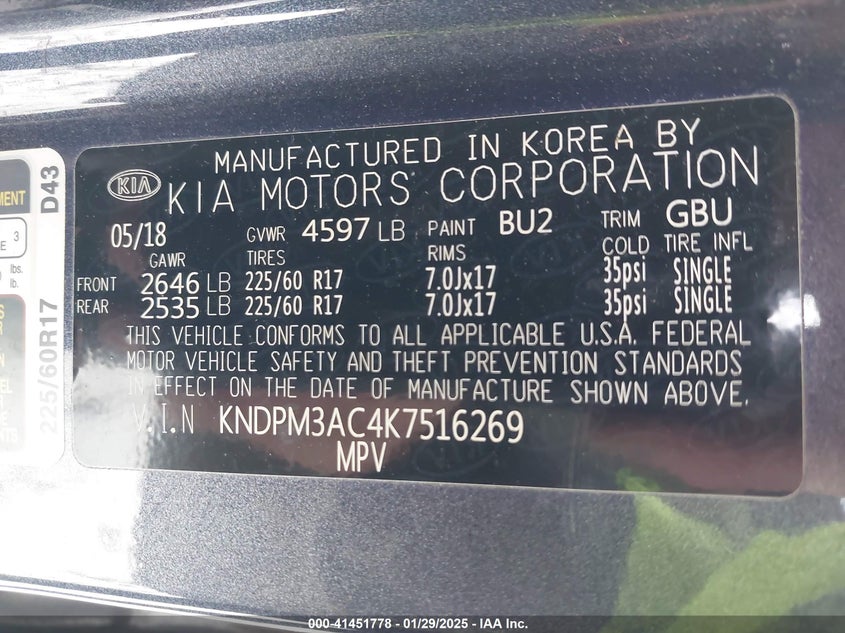 MANUFACTURED IN KOREA BY
KIA KIA MOTORS CORPORATION
05/18 GVWR 4597 LB PAINT BU2 TRIM GBU
GAWR TIRES RIMS COLD TIRE INFL
FRONT 2646 LB 225/60 R17 7.0Jx17 35psi SINGLE
REAR 2535 LB 225/60 R17 7.0Jx17 35psi SINGLE
THIS VEHICLE CONFORMS TO ALL APPLICABLE U.S.A. FEDERAL
MOTOR VEHICLE SAFETY AND THEFT PREVENTION STANDARDS
IN EFFECT ON THE DATE OF MANUFACTURE SHOWN ABOVE.
V.I.N KNDPM3AC4K7516269
MPV
D43
225/60R17
3
lbs.
000-41451778 - 01/29/2025 - IAA Inc.